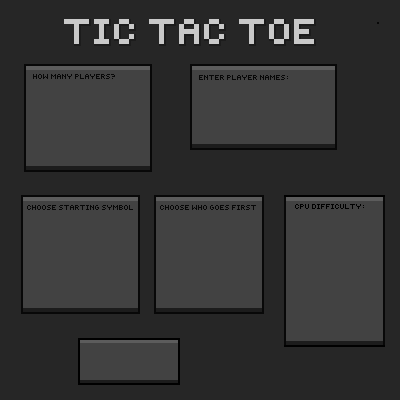 TIC TAC TOE
HOW MANY PLAYERS?
ENTER PLAYER NAMES:
CHOOSE STARTING SYMBOL
CHOOSE WHO GOES FIRST
CPU DIFFICULTY: